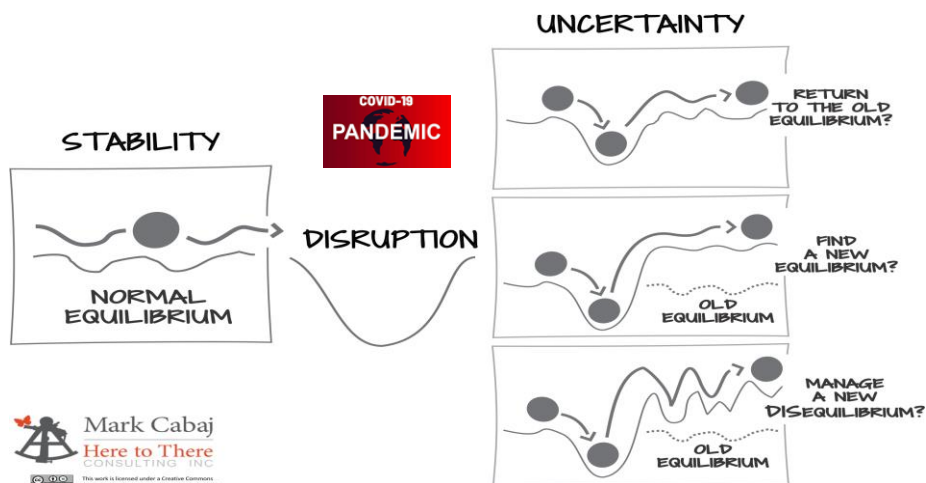 STABILITY
NORMAL
EQUILIBRIUM
COVID-19
PANDEMIC
DISRUPTION
UNCERTAINTY
RETURN
TO THE OLD
EQUILIBRIUM?
FIND
A NEW
EQUILIBRIUM?
OLD
EQUILIBRIUM
MANAGE
A NEW
DISEQUILIBRIUM?
OLD
EQUILIBRIUM
Mark Cabaj
Here to There
CONSULTING INC
This work is licensed under a Creative Commons